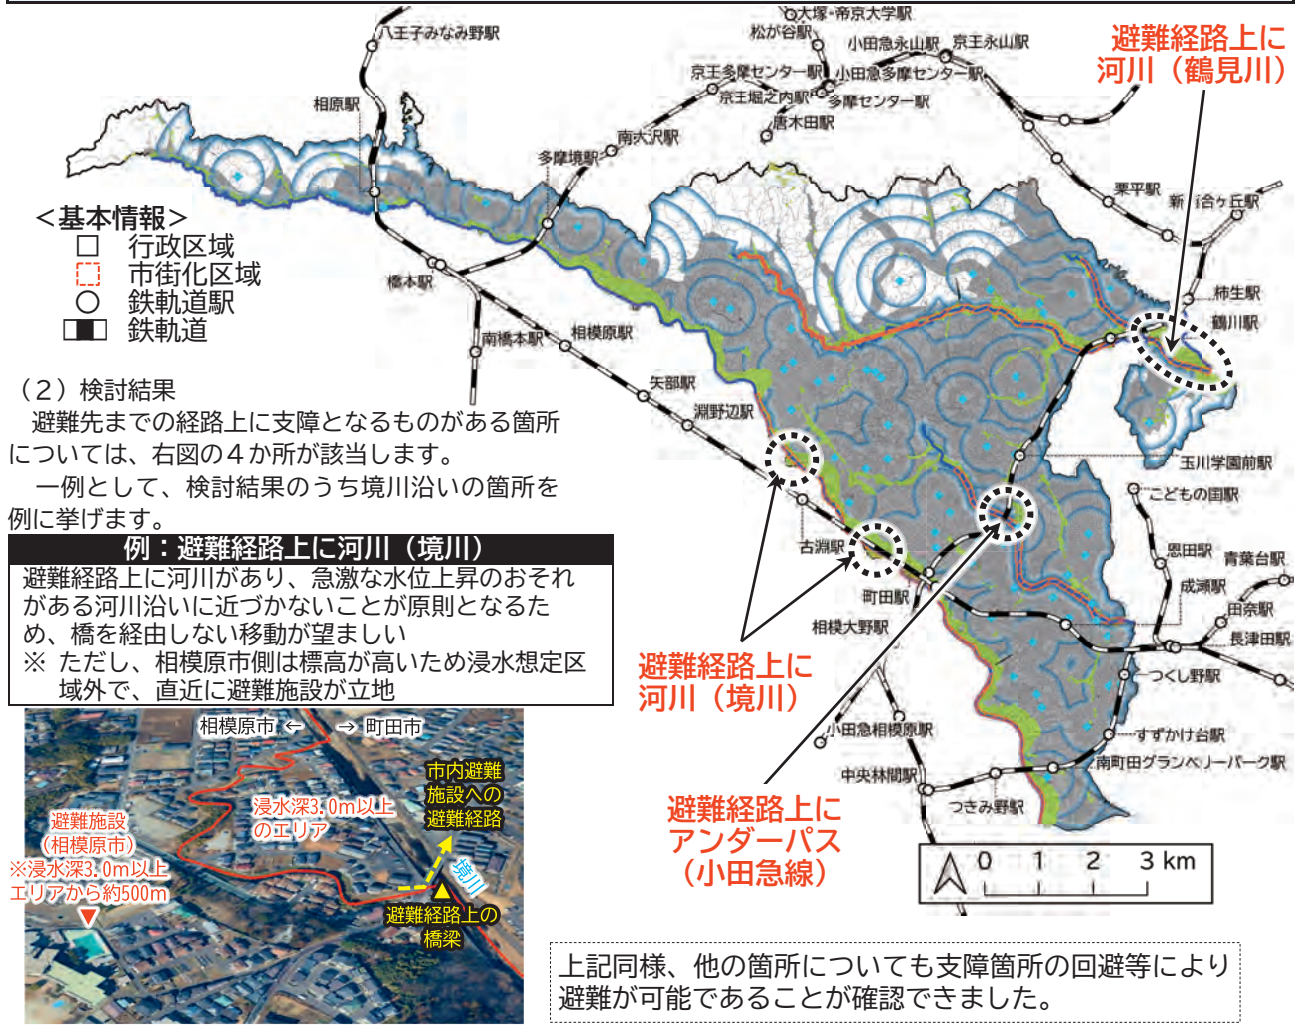 大塚・帝京大学駅
松が谷駅
八王子みなみ野駅
小田急永山駅
京王永山駅
避難経路上に
河川（鶴見川）
京王多摩センター駅
小田急多摩センター駅
相原駅
京王堀之内駅
多摩センター駅
唐木田駅
南大沢駅
多摩境駅
栗平駅
＜基本情報＞
行政区域
市街化区域
鉄軌道駅
鉄軌道
橋本駅
柿生駅
鶴川駅
南橋本駅
相模原駅
矢部駅
淵野辺駅
（2）検討結果
避難先までの経路上に支障となるものがある箇所
については、右図の４か所が該当します。
一例として、検討結果のうち境川沿いの箇所を
例に挙げます。
玉川学園前駅
こどもの国駅
古淵駅
恩田駅
青葉台駅
成瀬駅
町田駅
田奈駅
相模大野駅
長津田駅
例：避難経路上に河川（境川）
避難経路上に河川があり、急激な水位上昇のおそれ
がある河川沿いに近づかないことが原則となるた
め、橋を経由しない移動が望ましい
※ ただし、相模原市側は標高が高いため浸水想定区
域外で、直近に避難施設が立地
避難経路上に
河川（境川）
つくし野駅
小田急相模原駅
すずかけ台駅
南町田グランベリーパーク駅
中央林間駅
つきみ野駅
避難経路上に
アンダーパス
（小田急線）
0 1 2 3 km
相模原市 ← → 町田市
市内避難
施設への
避難経路
浸水深3.0m以上
のエリア
避難施設
（相模原市）
※浸水深3.0m以上
エリアから約500m
境川
避難経路上の
橋梁
上記同様、他の箇所についても支障箇所の回避等により
避難が可能であることが確認できました。